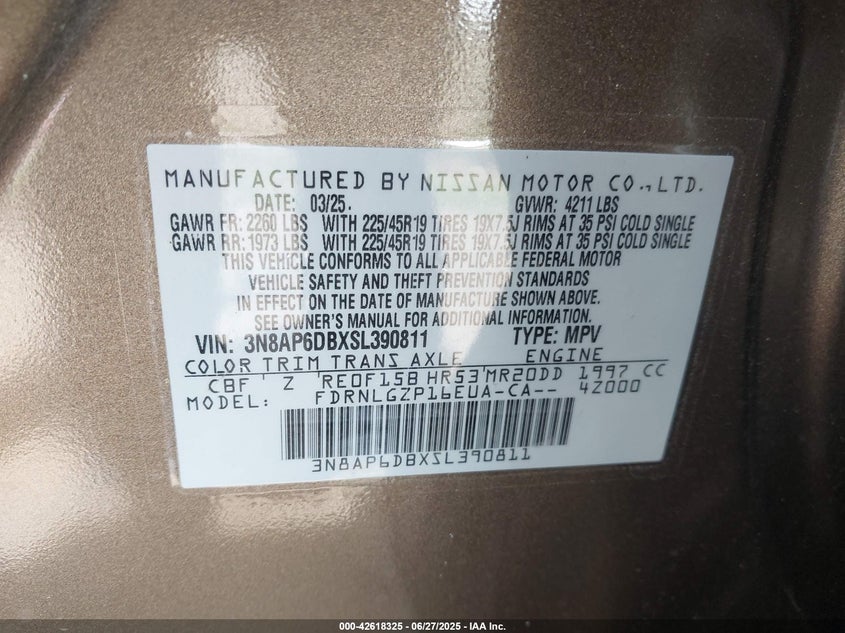 MANUFACTURED BY NISSAN MOTOR CO., LTD.
DATE: 03/25. GVWR: 4211 LBS
GAWR FR: 2260 LBS WITH 225/45R19 TIRES 19X7.5J RIMS AT 35 PSI COLD SINGLE
GAWR RR: 1973 LBS WITH 225/45R19 TIRES 19X7.5J RIMS AT 35 PSI COLD SINGLE
THIS VEHICLE CONFORMS TO ALL APPLICABLE FEDERAL MOTOR
VEHICLE SAFETY AND THEFT PREVENTION STANDARDS
IN EFFECT ON THE DATE OF MANUFACTURE SHOWN ABOVE.
SEE OWNER'S MANUAL FOR ADDITIONAL INFORMATION.
VIN: 3N8AP6DBXSL390811 TYPE: MPV
COLOR TRIM TRANS AXLE ENGINE
CBF Z RE0F15B HR53 MR20DD 1997 CC
MODEL: FDRNLGZP16EUA-CA-- 4Z000
3N8AP6DBXSL390811
000-42618325 - 06/27/2025 - IAA Inc.